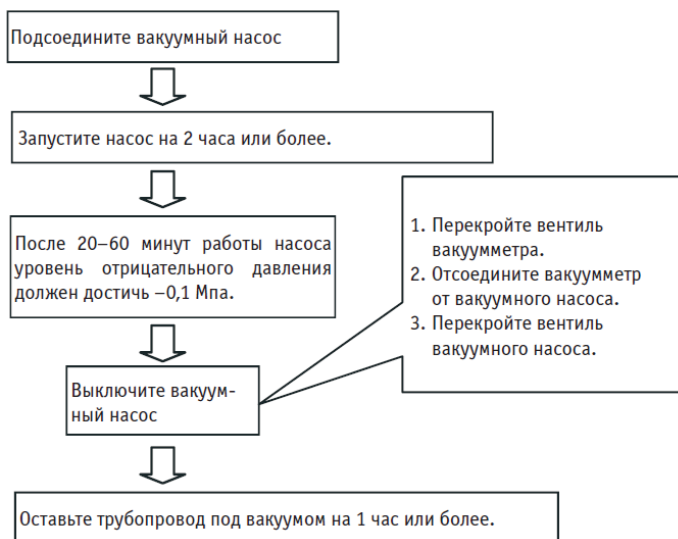 Подсоедините вакуумный насос
Запустите насос на 2 часа или более.
После 20–60 минут работы насоса
уровень отрицательного давления
должен достичь –0,1 Мпа.
1. Перекройте вентиль
вакуумметра.
2. Отсоедините вакуумметр
от вакуумного насоса.
3. Перекройте вентиль
вакуумного насоса.
Выключите вакуум-
ный насос
Оставьте трубопровод под вакуумом на 1 час или более.